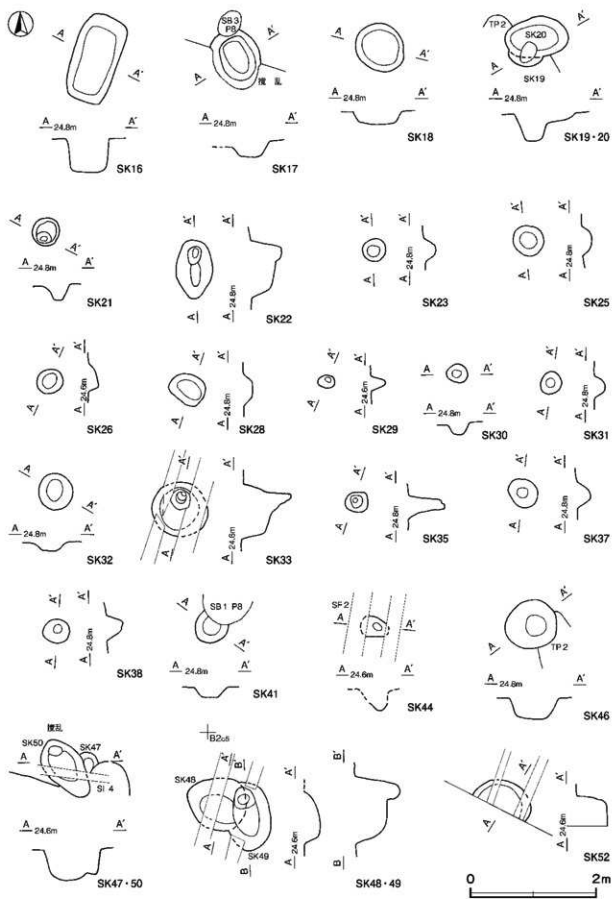 A A' A 24.8m A' SK16
SB3 P8 A A' 攪乱 A 24.8m A' SK17
A A' A 24.8m A' SK18
TP2 SK20 A' A SK19 A 24.8m A' SK19・20
A A' A 24.8m A' SK21
A' A A' A 24.8m SK22
A' A A' A 24.8m SK23
A' A A' A 24.8m SK25
A' A A' A 24.6m SK26
A' A A' A 24.8m SK28
A' A A' A 24.8m SK29
A A' A 24.8m A' SK30
A' A A' A 24.8m SK31
A A' A 24.8m A' SK32
A' A A' A 24.6m SK33
A' A A' A 24.6m SK35
A' A A' A 24.8m SK37
A' A A' A 24.8m SK38
SB1 P8 A A' A 24.8m A' SK41
SF2 A A' A 24.6m A' SK44
A' A TP2 A 24.8m A' SK46
攪乱 SK50 SK47 A A' SI4 A 24.6m A' SK47・50
SK48 A' B' SK49 A B A' A 24.6m B' B SK48・49
A' A A' A 24.6m SK52
0 2m